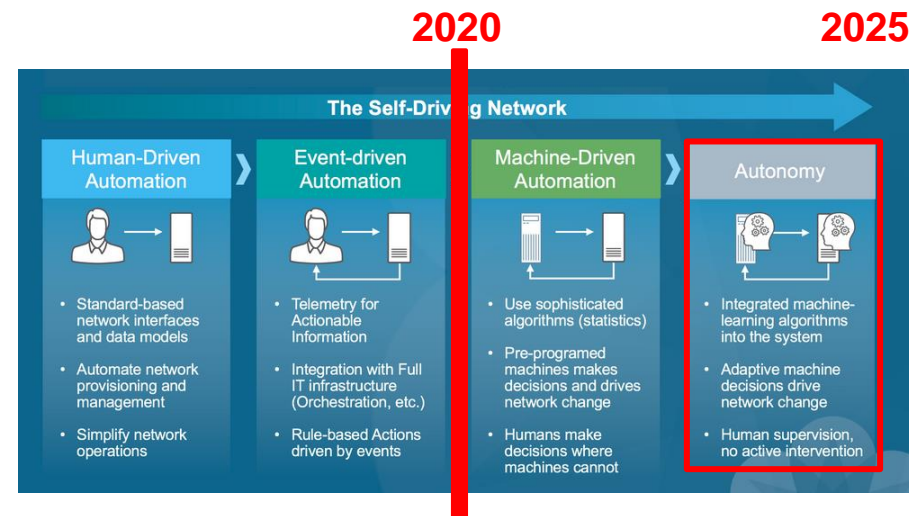 2020
2025
The Self-Driv g Network
Human-Driven
Automation
Event-driven
Automation
Machine-Driven
Automation
Autonomy
• Standard-based
network interfaces
and data models
• Automate network
provisioning and
management
• Simplify network
operations
• Telemetry for
Actionable
Information
• Integration with Full
IT infrastructure
(Orchestration, etc.)
• Rule-based Actions
driven by events
• Use sophisticated
algorithms (statistics)
• Pre-programed
machines makes
decisions and drives
network change
• Humans make
decisions where
machines cannot
• Integrated machine-
learning algorithms
into the system
• Adaptive machine
decisions drive
network change
• Human supervision,
no active intervention